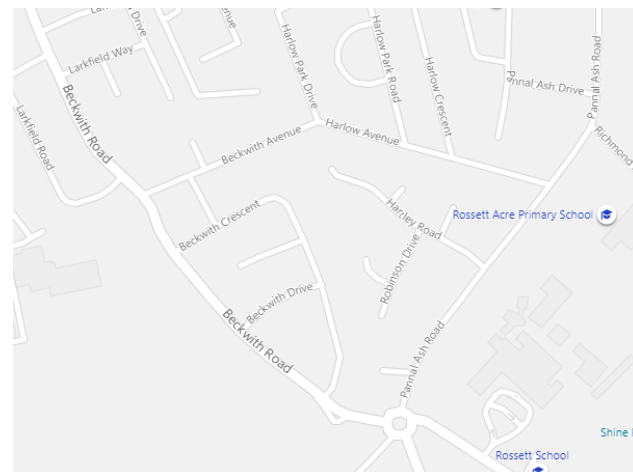 Larkfield Way
Larkfield Road
Beckwith Road
Harlow Park Drive
Harlow Park Road
Harlow Crescent
Pannal Ash Drive
Pannal Ash Road
Beckwith Avenue
Harlow Avenue
Beckwith Crescent
Hartley Road
Rossett Acre Primary School
Robinson Drive
Beckwith Drive
Beckwith Road
Pannal Ash Road
Rossett School